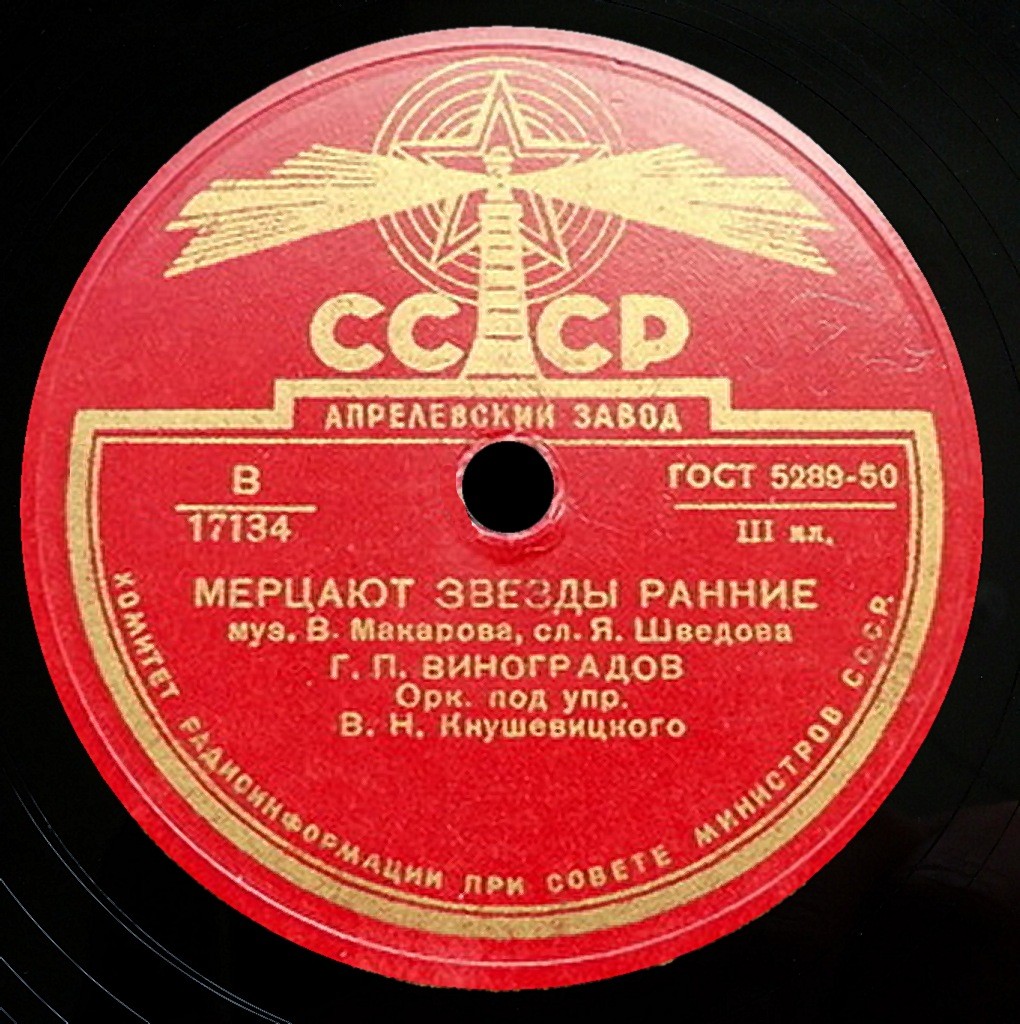 СССР
АПРЕЛЕВСКИЙ ЗАВОД
В
17134
ГОСТ 5289-50
III кл.
МЕРЦАЮТ ЗВЕЗДЫ РАННИЕ
муз. В. Макарова, сл. Я. Шведова
Г. П. ВИНОГРАДОВ
Орк. под упр.
В. Н. Кнушевицкого
КОМИТЕТ РАДИОИНФОРМАЦИИ ПРИ СОВЕТЕ МИНИСТРОВ СССР.